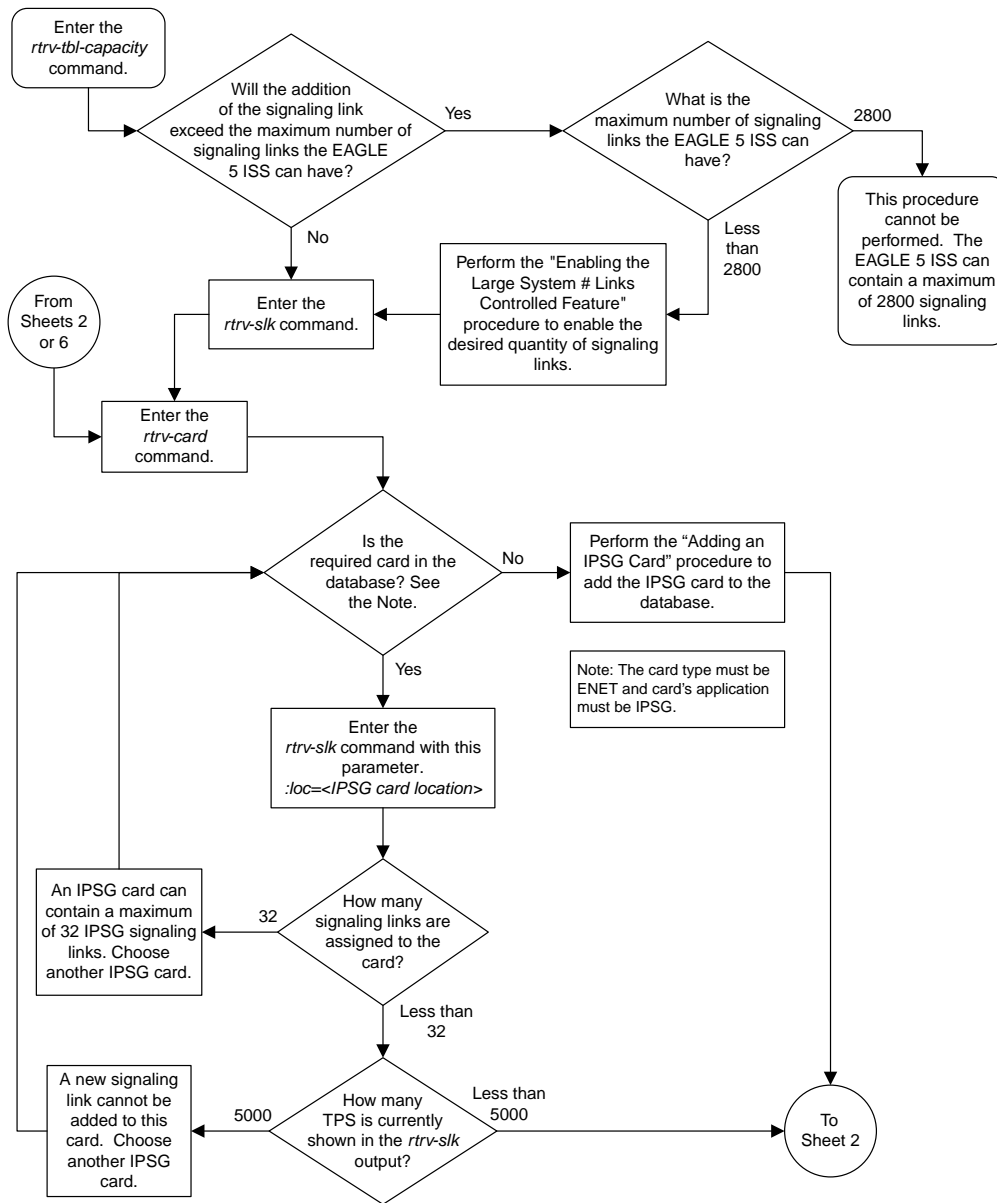 Enter the
rtrv-tbl-capacity
command.
Will the addition
of the signaling link
exceed the maximum number of
signaling links the EAGLE
5 ISS can have?
Yes
What is the
maximum number of signaling
links the EAGLE 5 ISS can
have?
2800
This procedure
cannot be
performed.  The
EAGLE 5 ISS can
contain a maximum
of 2800 signaling
links.
No
Less
than
2800
Perform the "Enabling the
Large System # Links
Controlled Feature"
procedure to enable the
desired quantity of signaling
links.
Enter the
rtrv-slk command.
From
Sheets 2
or 6
Enter the
rtrv-card
command.
Is the
required card in the
database? See
the Note.
No
Perform the “Adding an
IPSG Card” procedure to
add the IPSG card to the
database.
Yes
Note: The card type must be
ENET and card’s application
must be IPSG.
Enter the
rtrv-slk command with this
parameter.
:loc=<IPSG card location>
How many
signaling links are
assigned to the
card?
32
An IPSG card can
contain a maximum
of 32 IPSG signaling
links. Choose
another IPSG card.
Less than
32
How many
TPS is currently
shown in the rtrv-slk
output?
5000
A new signaling
link cannot be
added to this
card.  Choose
another IPSG
card.
Less than
5000
To
Sheet 2